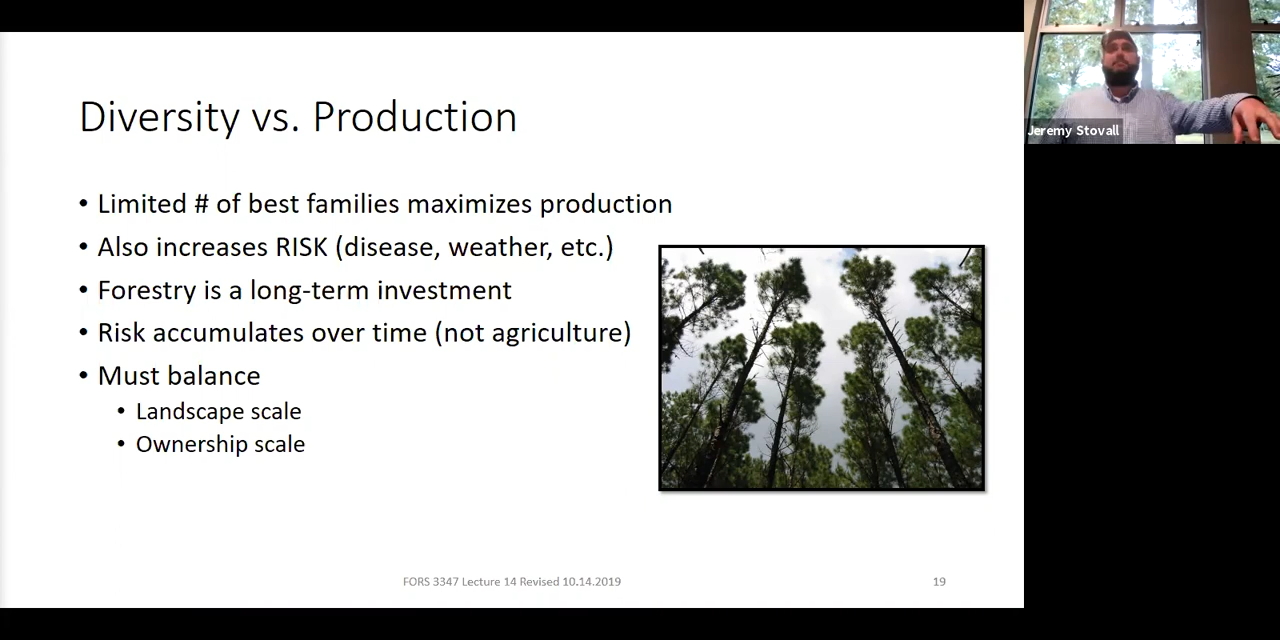 Diversity vs. Production
• Limited # of best families maximizes production
• Also increases RISK (disease, weather, etc.)
• Forestry is a long-term investment
• Risk accumulates over time (not agriculture)
• Must balance
• Landscape scale
• Ownership scale
FORS 3347 Lecture 14 Revised 10.14.2019
19
Jeremy Stovall